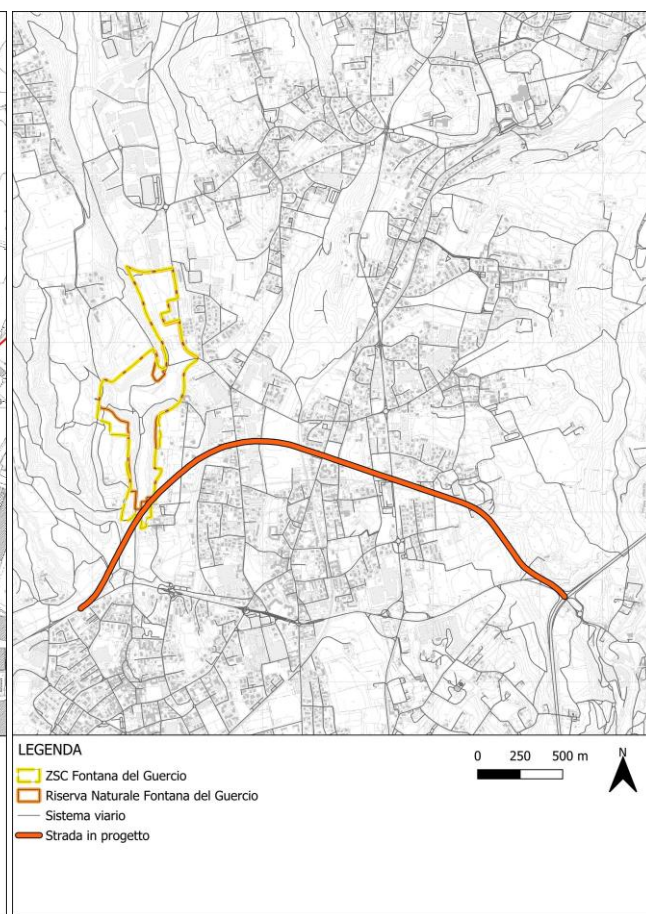 LEGENDA
ZSC Fontana del Guercio
Riserva Naturale Fontana del Guercio
Sistema viario
Strada in progetto
0 250 500 m
N